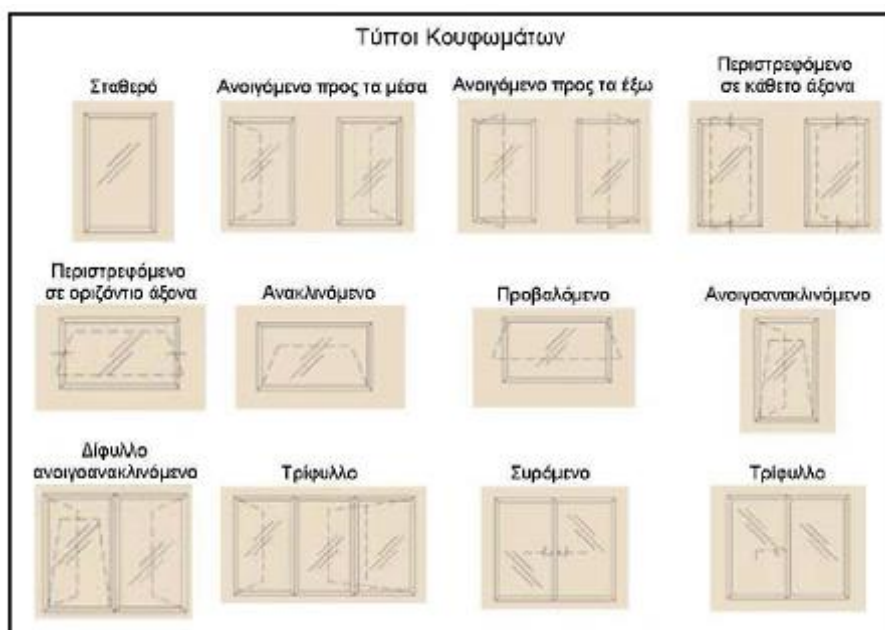 Τύποι Κουφωμάτων
Σταθερό
Ανοιγόμενο προς τα μέσα
Ανοιγόμενο προς τα έξω
Περιστρεφόμενο
σε κάθετο άξονα
Περιστρεφόμενο
σε οριζόντιο άξονα
Ανακλινόμενο
Προβαλόμενο
Ανοιγοανακλινόμενο
Δίφυλλο
ανοιγοανακλινόμενο
Τρίφυλλο
Συρόμενο
Τρίφυλλο